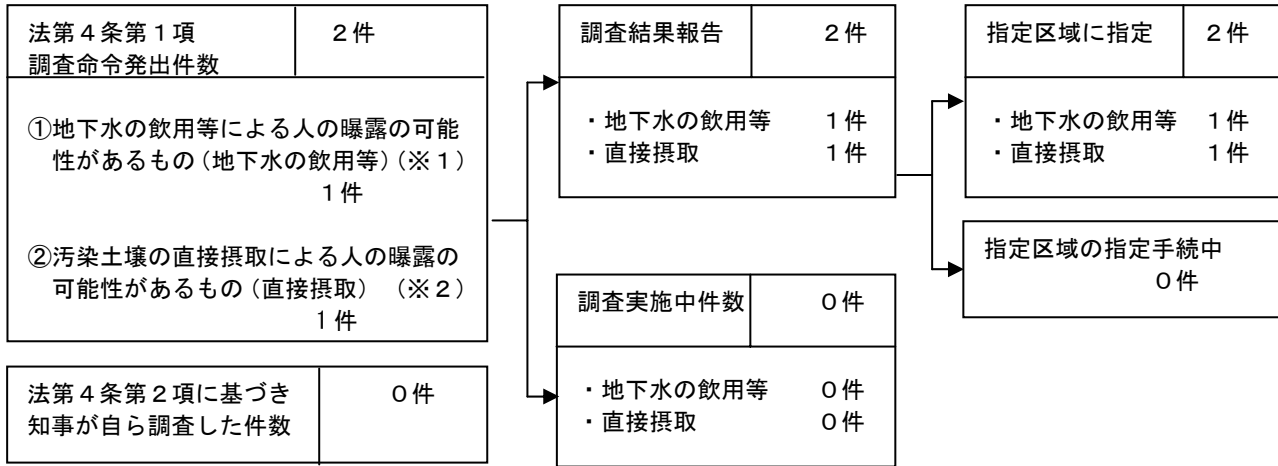 法第４条第１項　２件
調査命令発出件数
①地下水の飲用等による人の曝露の可能
性があるもの（地下水の飲用等）（※１）
１件
②汚染土壌の直接摂取による人の曝露の
可能性があるもの（直接摂取）　（※２）
１件
法第４条第２項に基づき　０件
知事が自ら調査した件数
調査結果報告　２件
・地下水の飲用等　１件
・直接摂取　１件
調査実施中件数　０件
・地下水の飲用等　０件
・直接摂取　０件
指定区域に指定　２件
・地下水の飲用等　１件
・直接摂取　１件
指定区域の指定手続中
０件